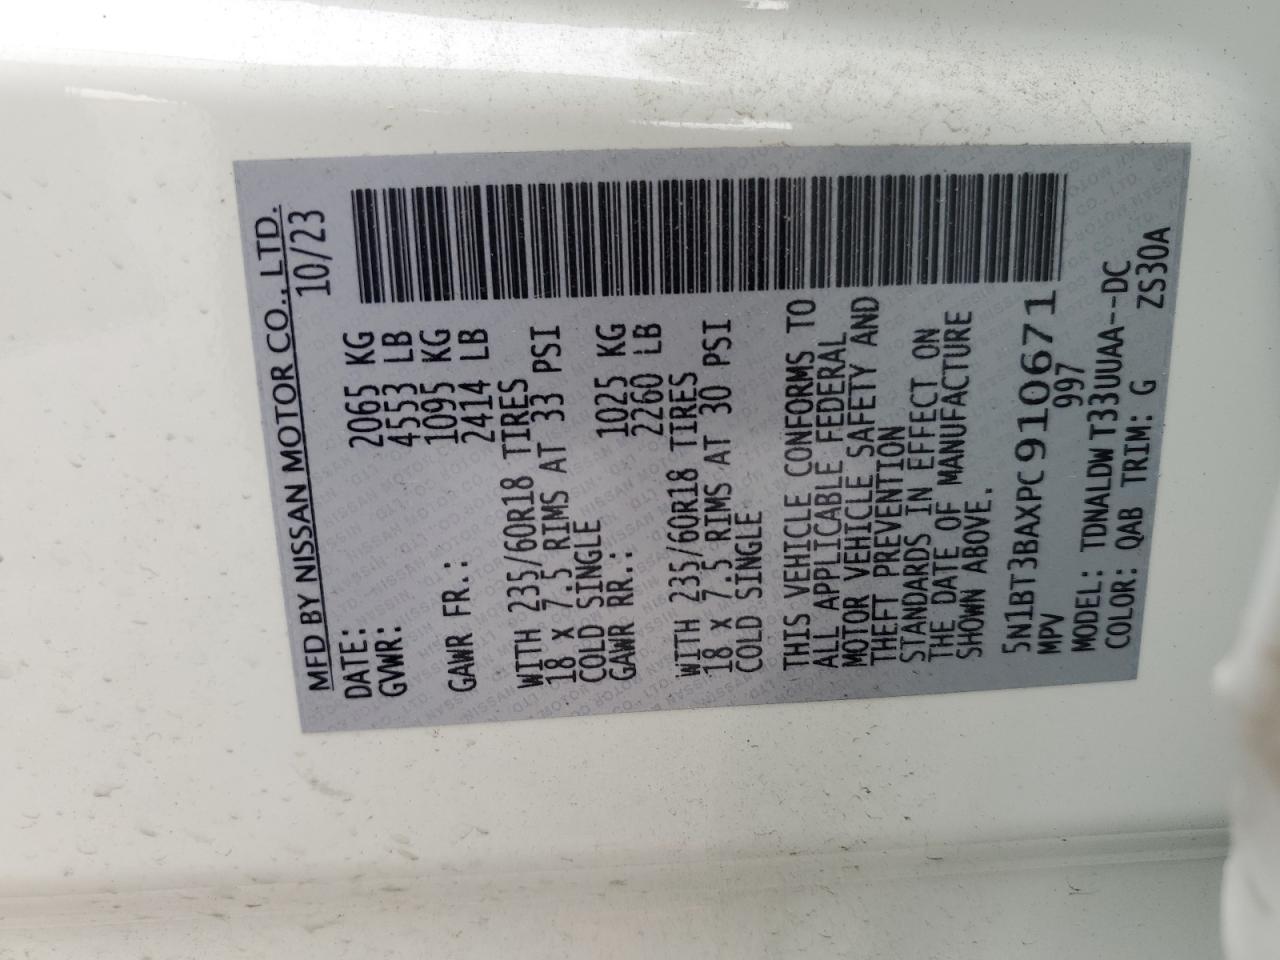 MFD BY NISSAN MOTOR CO., LTD.
DATE: 10/23
GVWR: 2065 KG
4553 LB
GAWR FR.: 1095 KG
2414 LB
WITH 235/60R18 TIRES
18 X 7.5 RIMS AT 33 PSI
COLD SINGLE
GAWR RR.: 1025 KG
2260 LB
WITH 235/60R18 TIRES
18 X 7.5 RIMS AT 30 PSI
COLD SINGLE
THIS VEHICLE CONFORMS TO
ALL APPLICABLE FEDERAL
MOTOR VEHICLE SAFETY AND
THEFT PREVENTION
STANDARDS IN EFFECT ON
THE DATE OF MANUFACTURE
SHOWN ABOVE.
5N1BT3BAXPC910671
MPV 997
MODEL: TDNALDWT33UUAA--DC
COLOR: QAB TRIM: G ZS30A